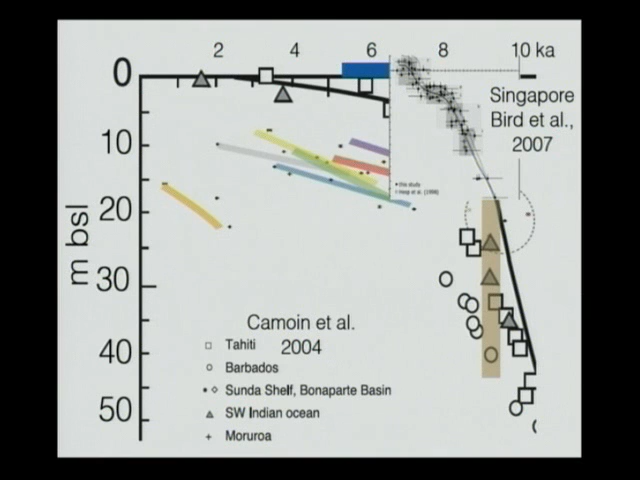 2 4 6 8 10 ka
0
10
20
30
40
50
m bsl
Singapore
Bird et al.,
2007
Camoin et al.
2004
Tahiti
Barbados
Sunda Shelf, Bonaparte Basin
SW Indian ocean
Moruroa